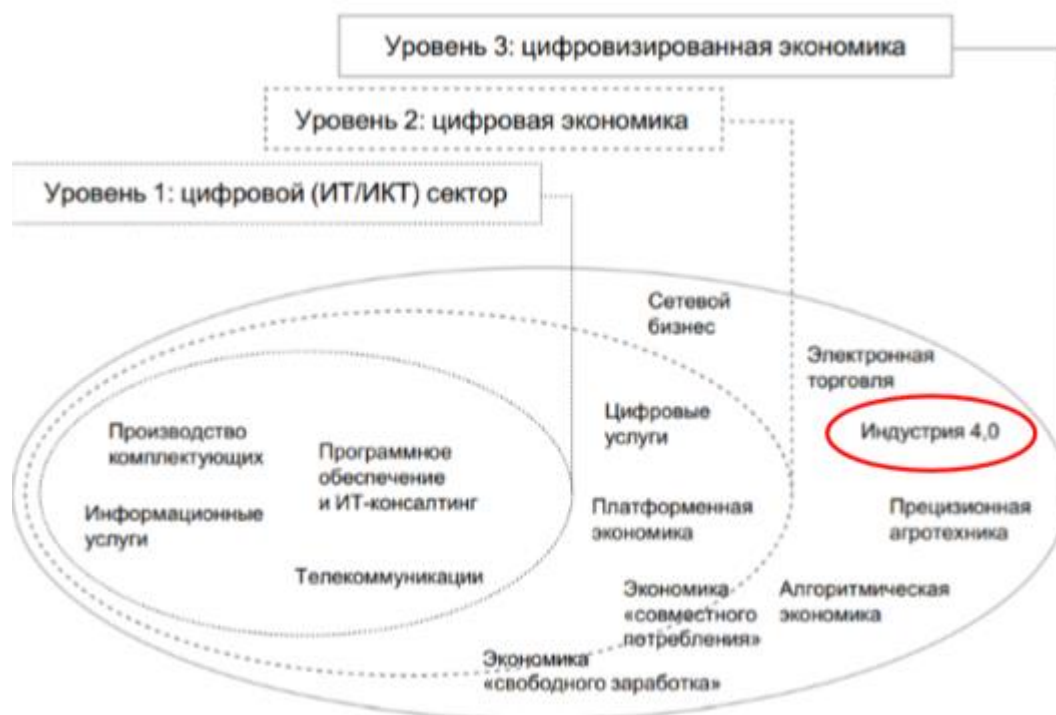 Уровень 3: цифровизированная экономика
Уровень 2: цифровая экономика
Уровень 1: цифровой (ИТ/ИКТ) сектор
Сетевой
бизнес
Электронная
торговля
Цифровые
услуги
Индустрия 4,0
Производство
комплектующих
Программное
обеспечение
и ИТ-консалтинг
Информационные
услуги
Платформенная
экономика
Прецизионная
агротехника
Телекоммуникации
Экономика
«совместного
потребления»
Алгоритмическая
экономика
Экономика
«свободного заработка»